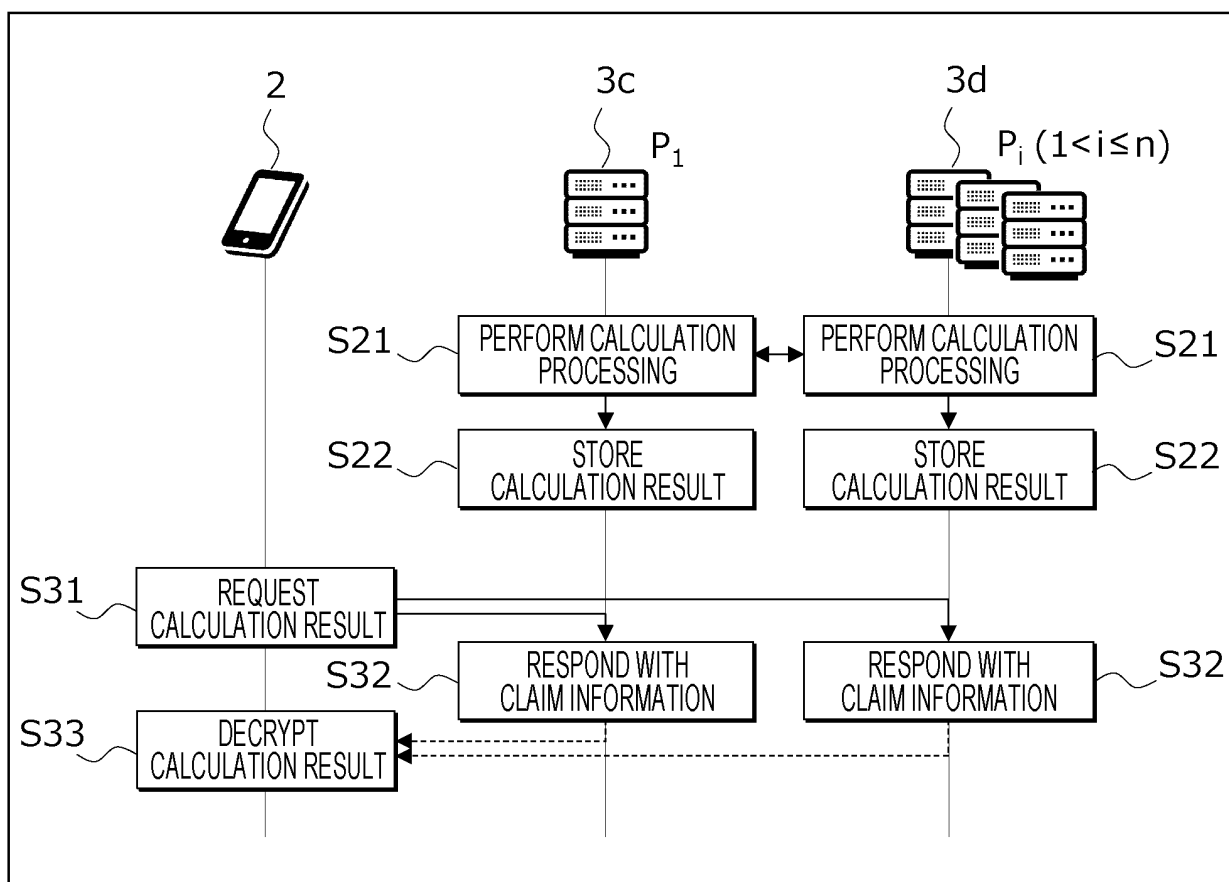 2
3c
3d
P1
Pi (1<i≤n)
S21
PERFORM CALCULATION
PROCESSING
PERFORM CALCULATION
PROCESSING
S21
S22
STORE
CALCULATION RESULT
STORE
CALCULATION RESULT
S22
S31
REQUEST
CALCULATION RESULT
S32
RESPOND WITH
CLAIM INFORMATION
RESPOND WITH
CLAIM INFORMATION
S32
S33
DECRYPT
CALCULATION RESULT